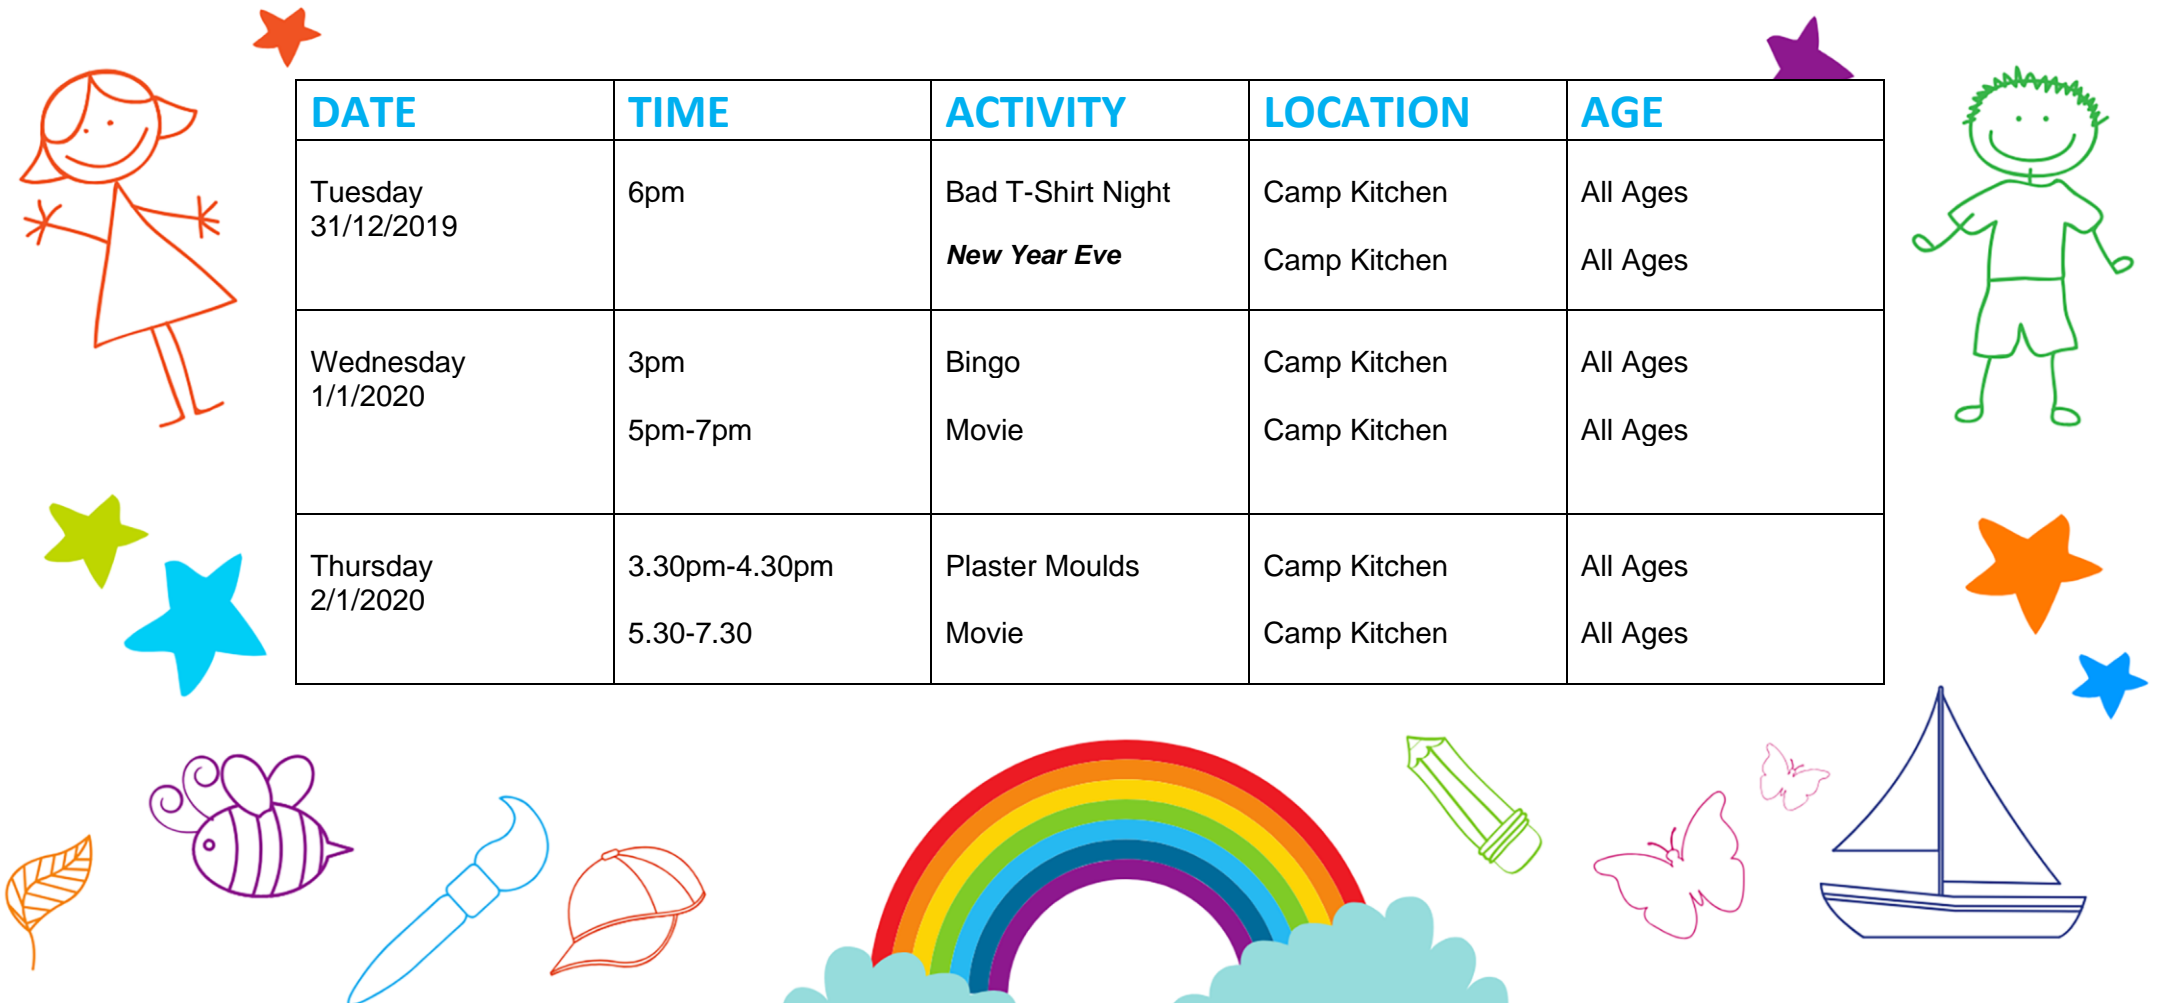 DATE TIME ACTIVITY LOCATION AGE
Tuesday 6pm Bad T-Shirt Night Camp Kitchen All Ages
31/12/2019
New Year Eve Camp Kitchen All Ages
Wednesday 3pm Bingo Camp Kitchen All Ages
1/1/2020
5pm-7pm Movie Camp Kitchen All Ages
Thursday 3.30pm-4.30pm Plaster Moulds Camp Kitchen All Ages
2/1/2020
5.30-7.30 Movie Camp Kitchen All Ages